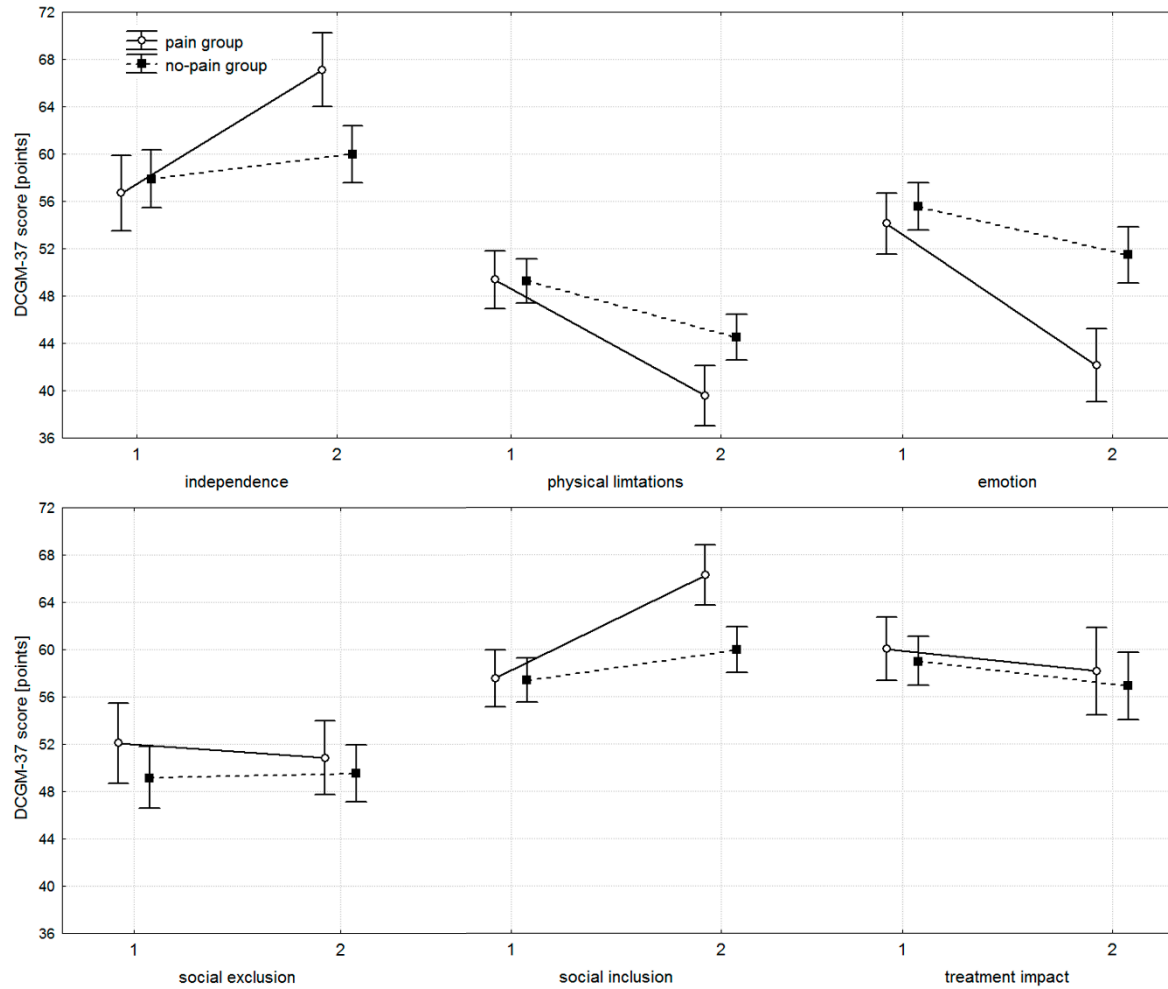 72
68
64
60
56
52
48
44
40
36
DCGM-37 score [points]
pain group
no-pain group
1 2 1 2 1 2
independence physical limtations emotion
72
68
64
60
56
52
48
44
40
36
DCGM-37 score [points]
1 2 1 2 1 2
social exclusion social inclusion treatment impact